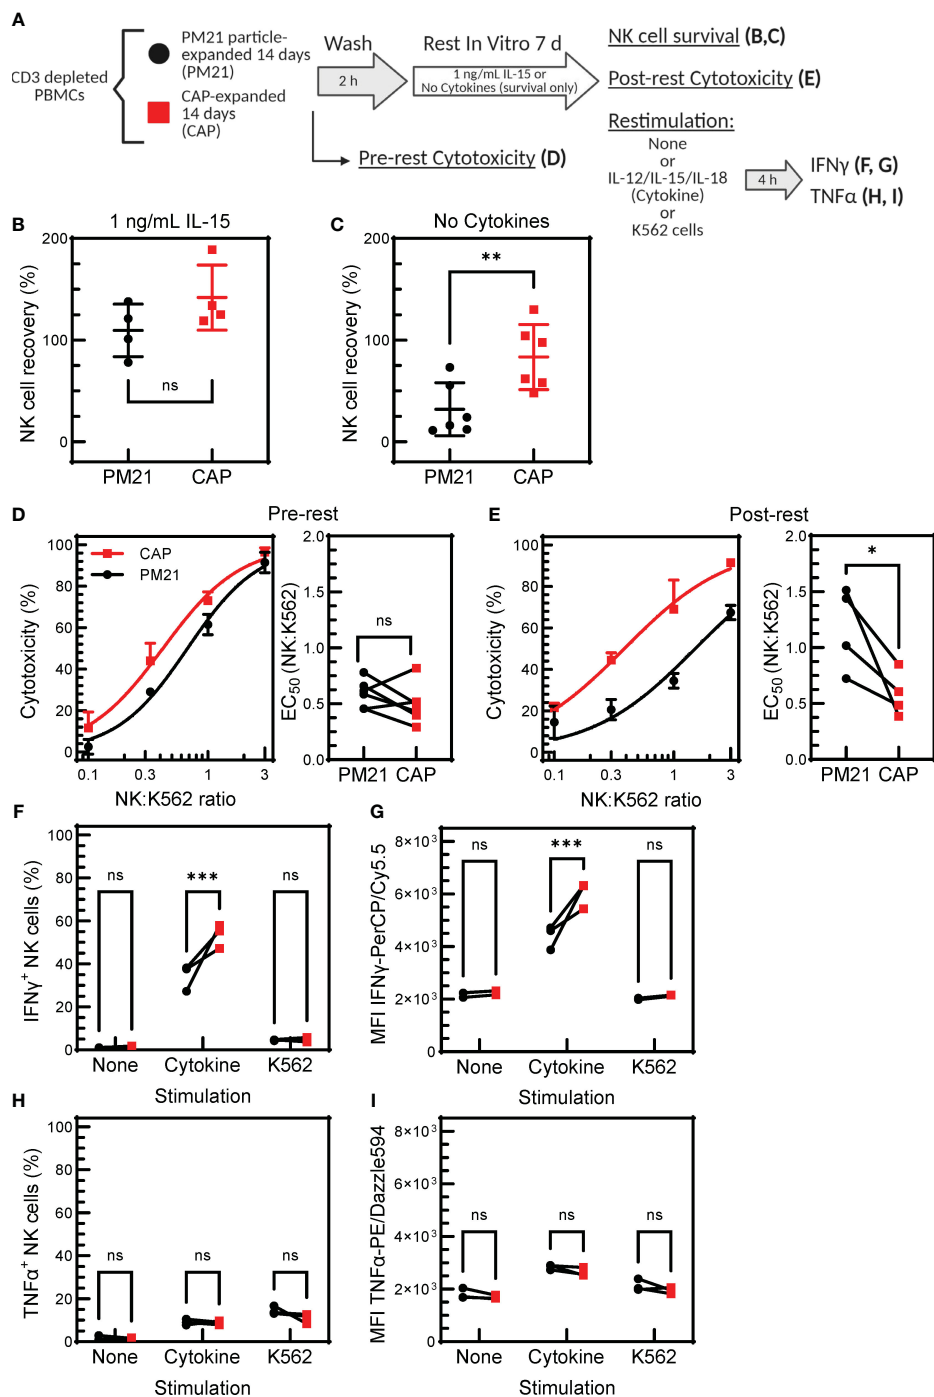 A
CD3 depleted
PBMCs
PM21 particle-
expanded 14 days
(PM21)
CAP-expanded
14 days
(CAP)
Wash
2 h
Rest In Vitro 7 d
1 ng/mL IL-15 or
No Cytokines (survival only)
Pre-rest Cytotoxicity (D)
NK cell survival (B,C)
Post-rest Cytotoxicity (E)
Restimulation:
None
or
IL-12/IL-15/IL-18
(Cytokine)
or
K562 cells
4 h
IFNγ (F, G)
TNFα (H, I)
B
1 ng/mL IL-15
NK cell recovery (%)
200
100
0
ns
PM21 CAP
C
No Cytokines
NK cell recovery (%)
200
100
0
**
PM21 CAP
D
Pre-rest
Cytotoxicity (%)
100
80
60
40
20
0
CAP
PM21
0.1 0.3 1 3
NK:K562 ratio
EC50 (NK:K562)
2.0
1.5
1.0
0.5
0.0
ns
PM21 CAP
E
Post-rest
Cytotoxicity (%)
100
80
60
40
20
0
0.1 0.3 1 3
NK:K562 ratio
EC50 (NK:K562)
2.0
1.5
1.0
0.5
0.0
*
PM21 CAP
F
IFNγ+ NK cells (%)
100
80
60
40
20
0
ns *** ns
None Cytokine K562
Stimulation
G
MFI IFNγ-PerCP/Cy5.5
8×10³
6×10³
4×10³
2×10³
0
ns *** ns
None Cytokine K562
Stimulation
H
TNFα+ NK cells (%)
100
80
60
40
20
0
ns ns ns
None Cytokine K562
Stimulation
I
MFI TNFα-PE/Dazzle594
8×10³
6×10³
4×10³
2×10³
0
ns ns ns
None Cytokine K562
Stimulation